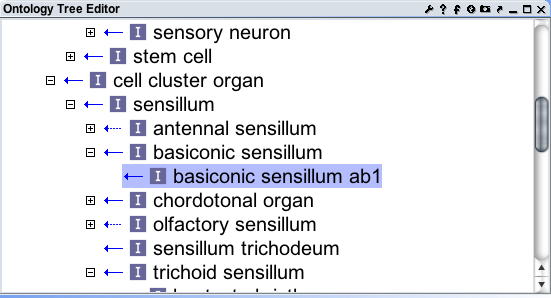 Ontology Tree Editor
sensory neuron
stem cell
cell cluster organ
sensillum
antennal sensillum
basiconic sensillum
basiconic sensillum ab1
chordotonal organ
olfactory sensillum
sensillum trichodeum
trichoid sensillum